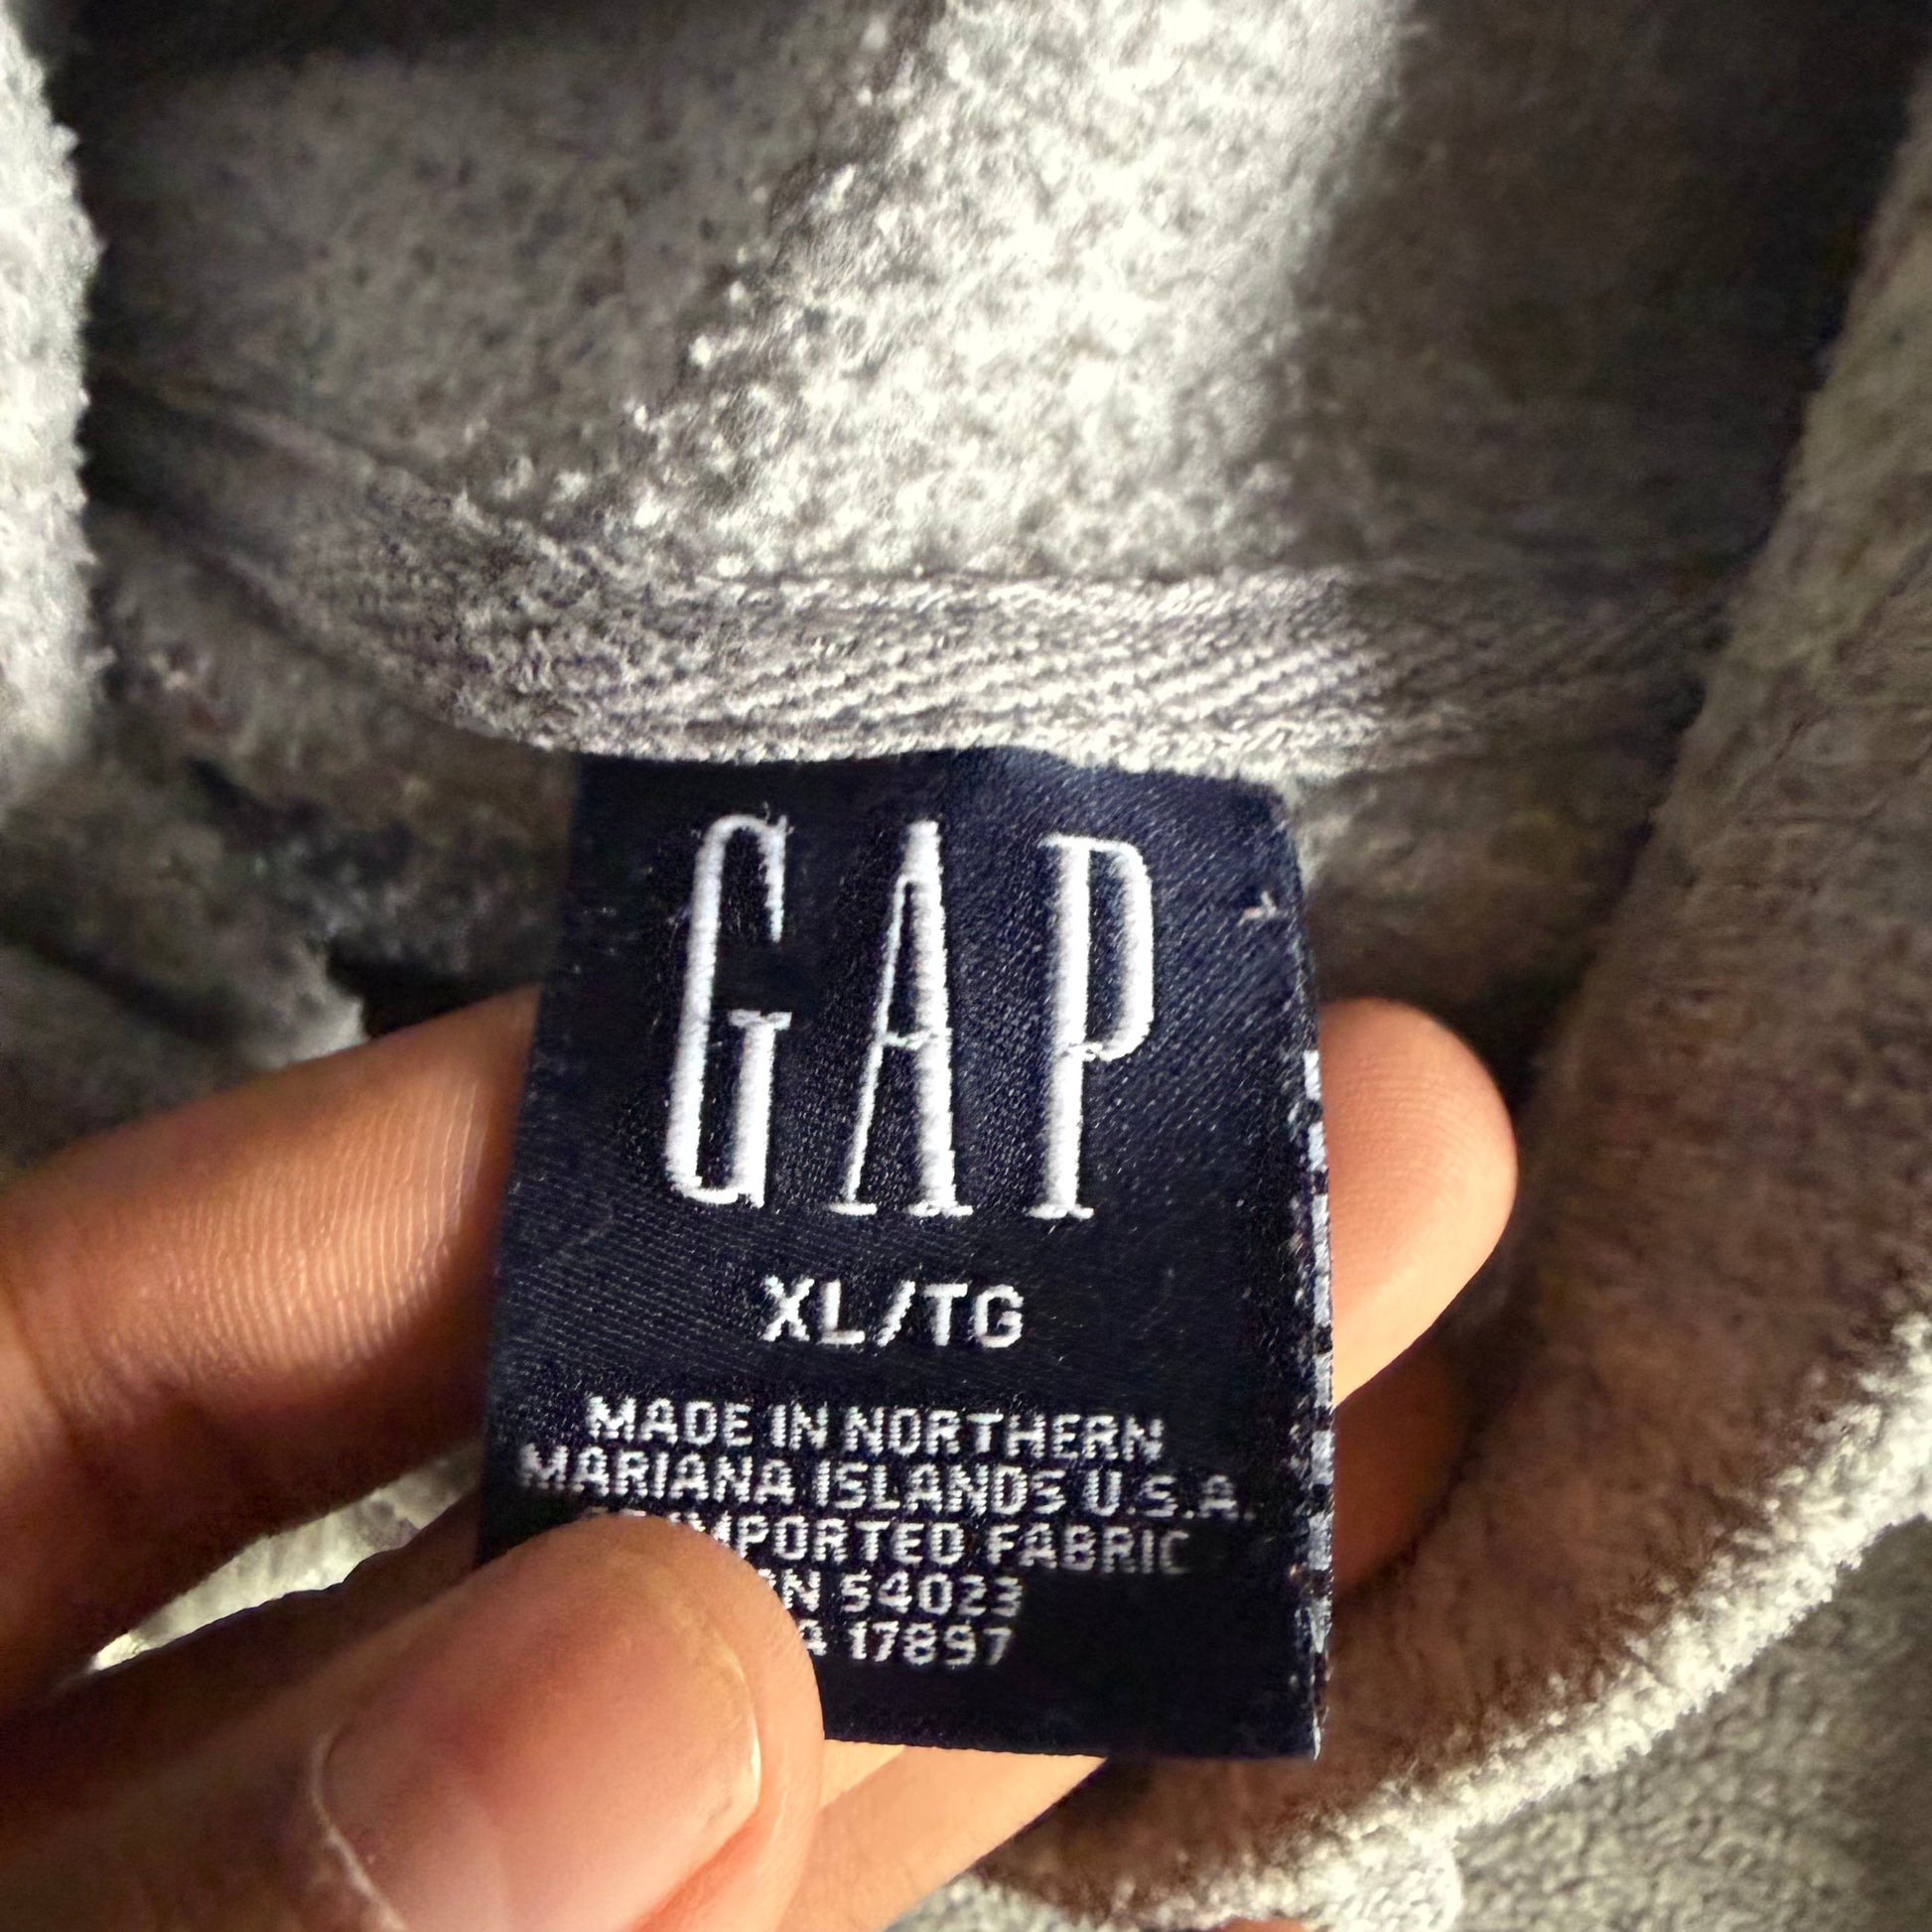 GAP
XL/TG
MADE IN NORTHERN
MARIANA ISLANDS U.S.A.
IMPORTED FABRIC
54023
17897